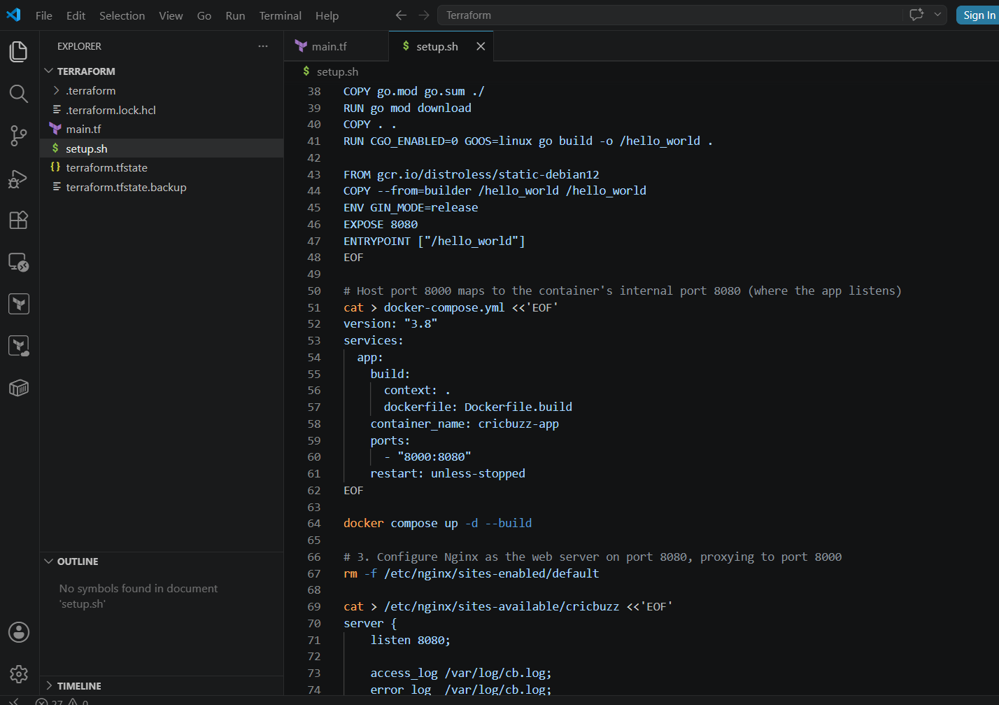 File Edit Selection View Go Run Terminal Help
Terraform
Sign In
EXPLORER
TERRAFORM
.terraform
.terraform.lock.hcl
main.tf
$ setup.sh
{} terraform.tfstate
terraform.tfstate.backup
OUTLINE
No symbols found in document
'setup.sh'
TIMELINE
27 0
main.tf
$ setup.sh
$ setup.sh
38 COPY go.mod go.sum ./
39 RUN go mod download
40 COPY . .
41 RUN CGO_ENABLED=0 GOOS=linux go build -o /hello_world .
42
43 FROM gcr.io/distroless/static-debian12
44 COPY --from=builder /hello_world /hello_world
45 ENV GIN_MODE=release
46 EXPOSE 8080
47 ENTRYPOINT ["/hello_world"]
48 EOF
49
50 # Host port 8000 maps to the container's internal port 8080 (where the app listens)
51 cat > docker-compose.yml <<'EOF'
52 version: "3.8"
53 services:
54 app:
55 build:
56 context: .
57 dockerfile: Dockerfile.build
58 container_name: cricbuzz-app
59 ports:
60 - "8000:8080"
61 restart: unless-stopped
62 EOF
63
64 docker compose up -d --build
65
66 # 3. Configure Nginx as the web server on port 8080, proxying to port 8000
67 rm -f /etc/nginx/sites-enabled/default
68
69 cat > /etc/nginx/sites-available/cricbuzz <<'EOF'
70 server {
71 listen 8080;
72
73 access_log /var/log/cb.log;
74 error_log /var/log/cb.log;